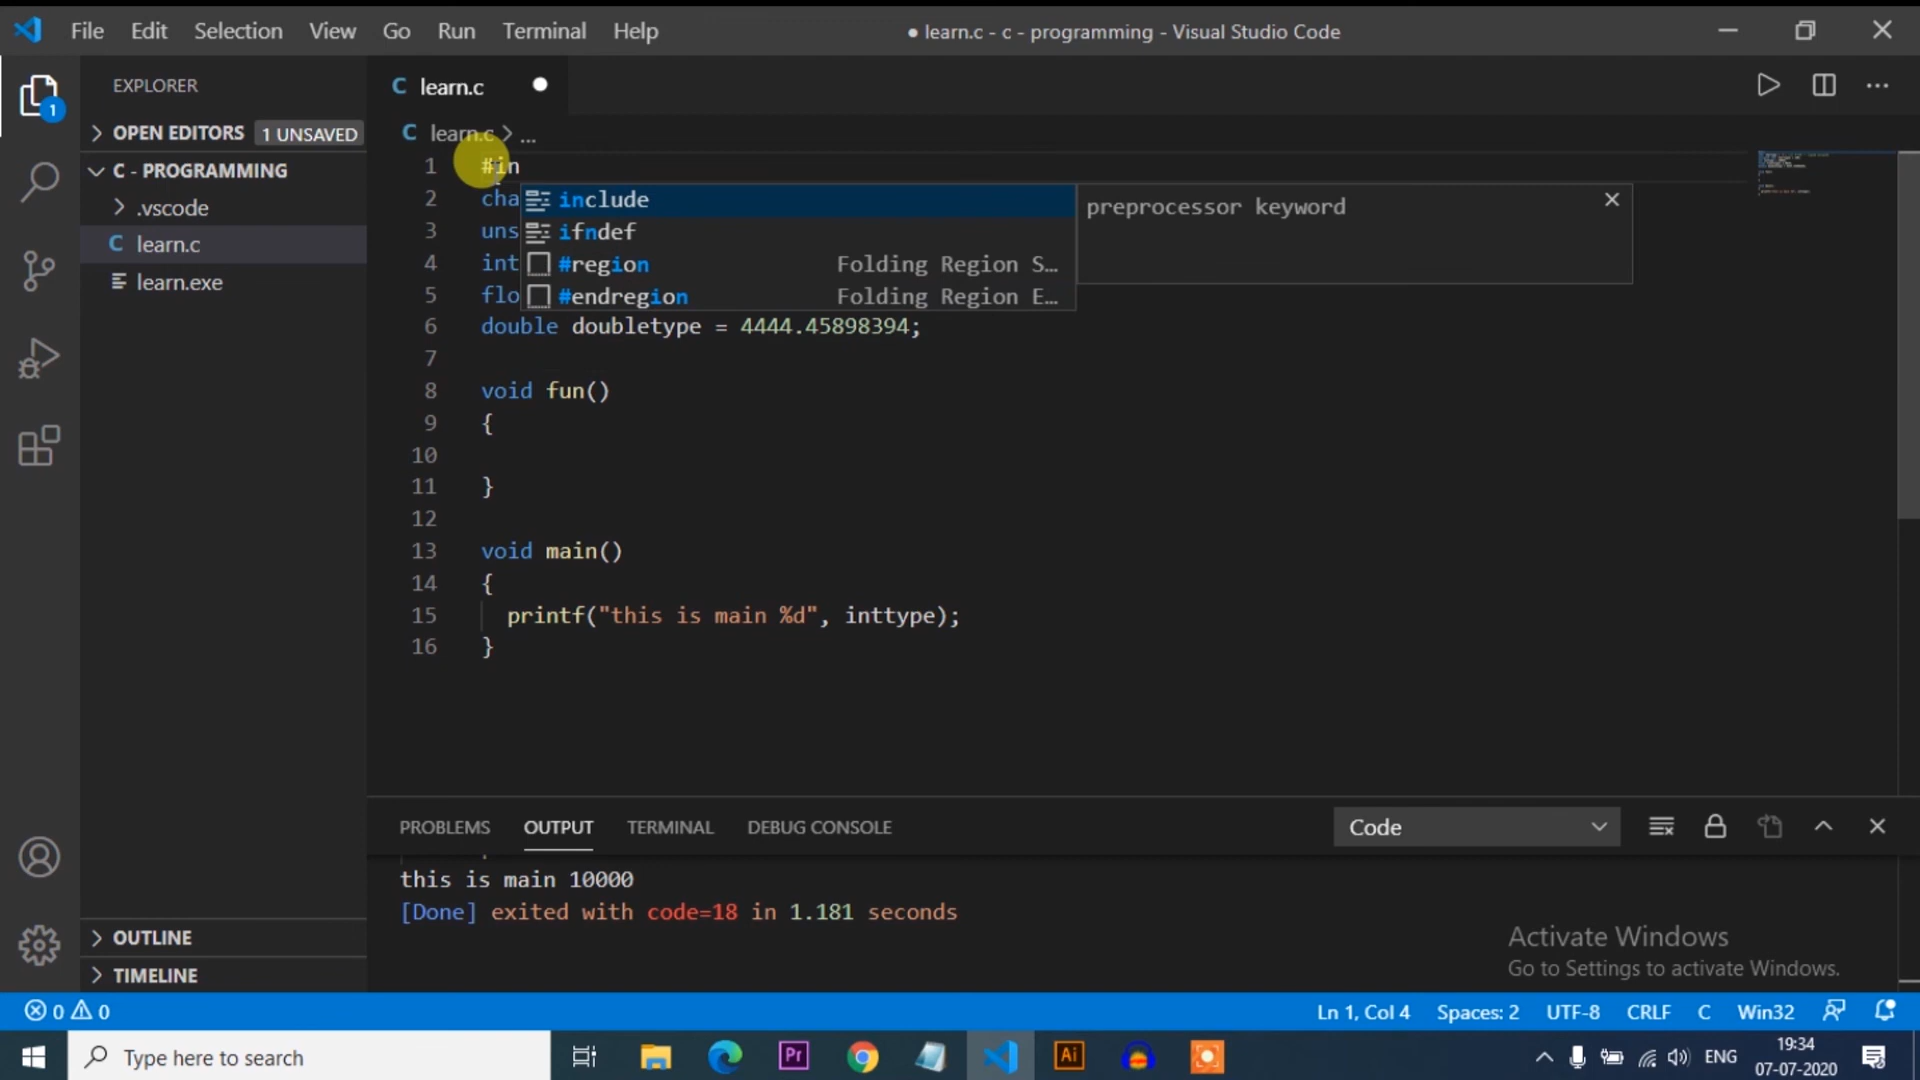 File Edit Selection View Go Run Terminal Help ● learn.c - c - programming - Visual Studio Code
EXPLORER
C learn.c
OPEN EDITORS 1 UNSAVED
C learn.c > ...
C - PROGRAMMING
.vscode
C learn.c
learn.exe
1 #in
2 cha
3 uns
4 int
5 flo
include
ifndef
#region Folding Region S...
#endregion Folding Region E...
preprocessor keyword
6 double doubletype = 4444.45898394;
7
8 void fun()
9 {
10
11 }
12
13 void main()
14 {
15 printf("this is main %d", inttype);
16 }
1
PROBLEMS OUTPUT TERMINAL DEBUG CONSOLE Code
this is main 10000
[Done] exited with code=18 in 1.181 seconds
OUTLINE
TIMELINE
Activate Windows
Go to Settings to activate Windows.
0 0 Ln 1, Col 4 Spaces: 2 UTF-8 CRLF C Win32
Type here to search
Pr
Ai
ENG
19:34
07-07-2020